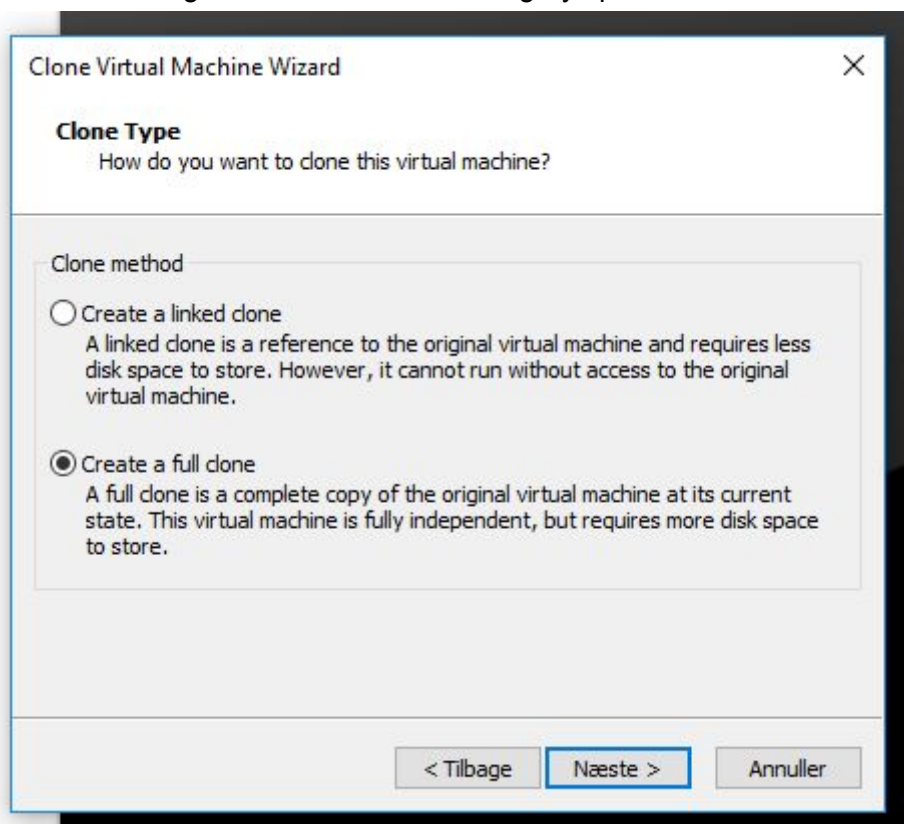 Clone Virtual Machine Wizard
Clone Type
How do you want to clone this virtual machine?
Clone method
Create a linked clone
A linked clone is a reference to the original virtual machine and requires less
disk space to store. However, it cannot run without access to the original
virtual machine.
Create a full clone
A full clone is a complete copy of the original virtual machine at its current
state. This virtual machine is fully independent, but requires more disk space
to store.
< Tilbage Næste > Annuller